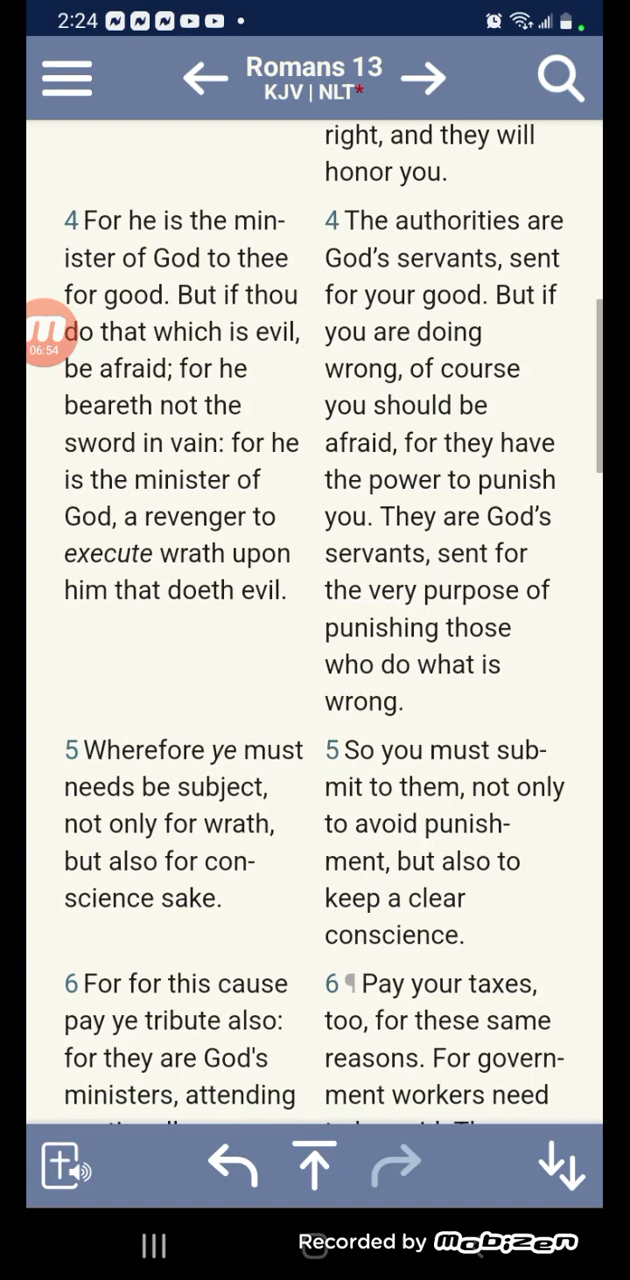 2:24
Romans 13
KJV | NLT*
right, and they will
honor you.
4 For he is the min-
ister of God to thee
for good. But if thou
do that which is evil,
be afraid; for he
beareth not the
sword in vain: for he
is the minister of
God, a revenger to
execute wrath upon
him that doeth evil.
4 The authorities are
God's servants, sent
for your good. But if
you are doing
wrong, of course
you should be
afraid, for they have
the power to punish
you. They are God's
servants, sent for
the very purpose of
punishing those
who do what is
wrong.
m
06:54
5 Wherefore ye must
needs be subject,
not only for wrath,
but also for con-
science sake.
5 So you must sub-
mit to them, not only
to avoid punish-
ment, but also to
keep a clear
conscience.
6 For for this cause
pay ye tribute also:
for they are God's
ministers, attending
6 ¶ Pay your taxes,
too, for these same
reasons. For govern-
ment workers need
Recorded by mobizen